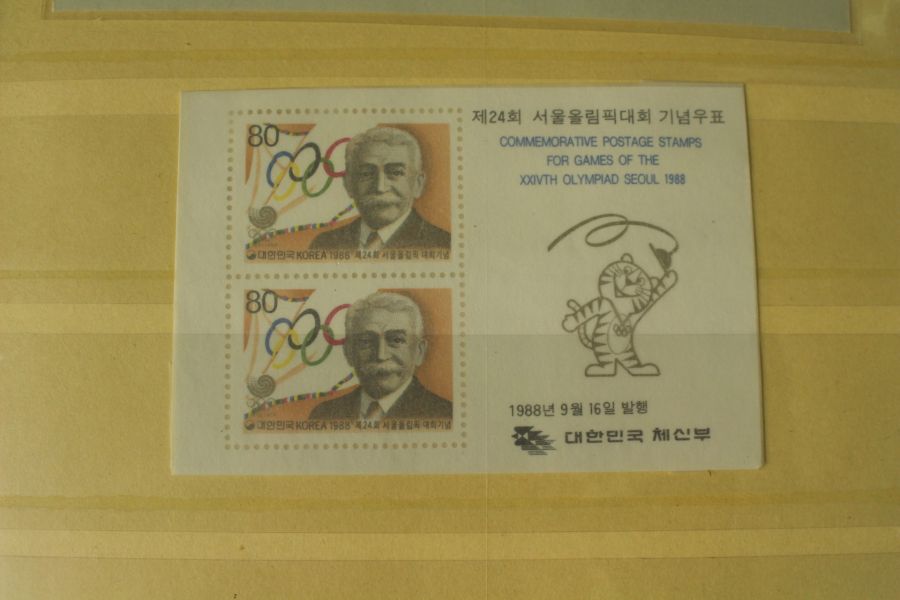 80
대한민국 KOREA 1988 제24회 서울올림픽 대회기념
80
대한민국 KOREA 1988 제24회 서울올림픽 대회기념
제24회 서울올림픽대회 기념우표
COMMEMORATIVE POSTAGE STAMPS
FOR GAMES OF THE
XXIVTH OLYMPIAD SEOUL 1988
1988년 9월 16일 발행
대한민국 체신부